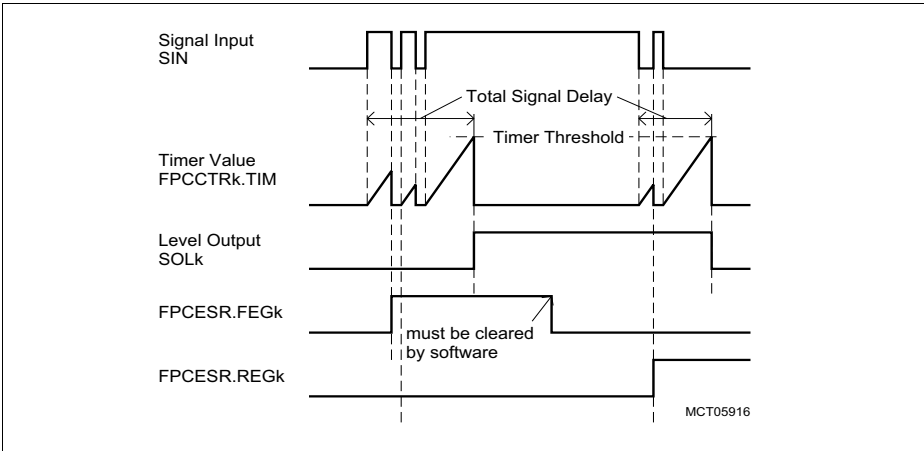 Signal Input
SIN
Total Signal Delay
Timer Threshold
Timer Value
FPCCTRk.TIM
Level Output
SOLk
FPCESR.FEGk
must be cleared
by software
FPCESR.REGk
MCT05916